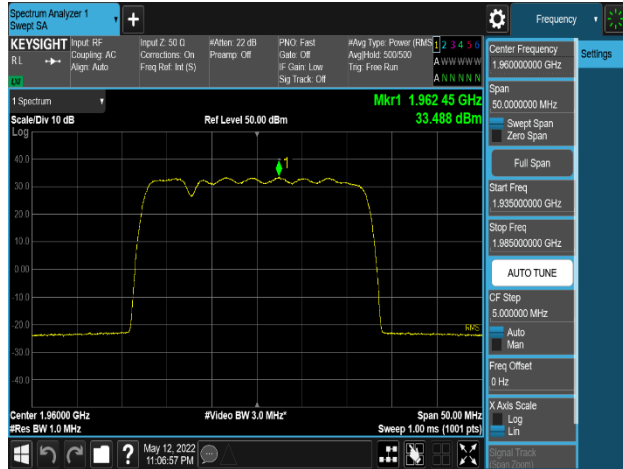 Spectrum Analyzer 1
Swept SA
+
Frequency
KEYSIGHT
RL
Input: RF
Coupling: AC
Align: Auto
Input Z: 50 Ω
Corrections: On
Freq Ref: Int (S)
#Atten: 22 dB
Preamp: Off
PNO: Fast
Gate: Off
IF Gain: Low
Sig Track: Off
#Avg Type: Power (RMS
Avg|Hold: 500/500
Trig: Free Run
1 2 3 4 5 6
A W W W W W
A N N N N N
1 Spectrum
Scale/Div 10 dB
Log
Ref Level 50.00 dBm
Mkr1 1.962 45 GHz
33.488 dBm
1
40.0
30.0
20.0
10.0
0.00
-10.0
-20.0
-30.0
-40.0
RMS
Center 1.96000 GHz
#Res BW 1.0 MHz
#Video BW 3.0 MHz*
Span 50.00 MHz
Sweep 1.00 ms (1001 pts)
May 12, 2022
11:06:57 PM
?
Center Frequency
1.960000000 GHz
Settings
Span
50.0000000 MHz
Swept Span
Zero Span
Full Span
Start Freq
1.935000000 GHz
Stop Freq
1.985000000 GHz
AUTO TUNE
CF Step
5.000000 MHz
Auto
Man
Freq Offset
0 Hz
X Axis Scale
Log
Lin
Signal Track
(Span Zoom)